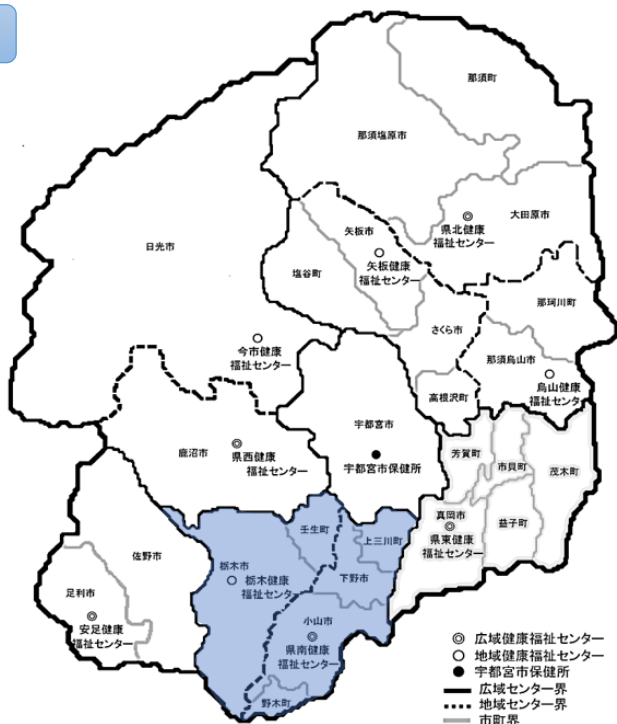 那須町
那須塩原市
大田原市
◎
県北健康
福祉センター
矢板市
○
矢板健康
福祉センター
日光市
塩谷町
那珂川町
さくら市
那須烏山市
○
烏山健康
福祉センタ
今市健康
福祉センター
高根沢町
宇都宮市
●
宇都宮市保健所
鹿沼市
◎
県西健康
福祉センター
芳賀町
市貝町
茂木町
真岡市
◎
県東健康
福祉センター
益子町
壬生町
上三川町
栃木市
○
栃木健康
福祉センター
下野市
佐野市
足利市
◎
安足健康
福祉センター
小山市
◎
県南健康
福祉センター
野木町
◎ 広域健康福祉センター
○ 地域健康福祉センター
● 宇都宮市保健所
広域センター界
地域センター界
市町界